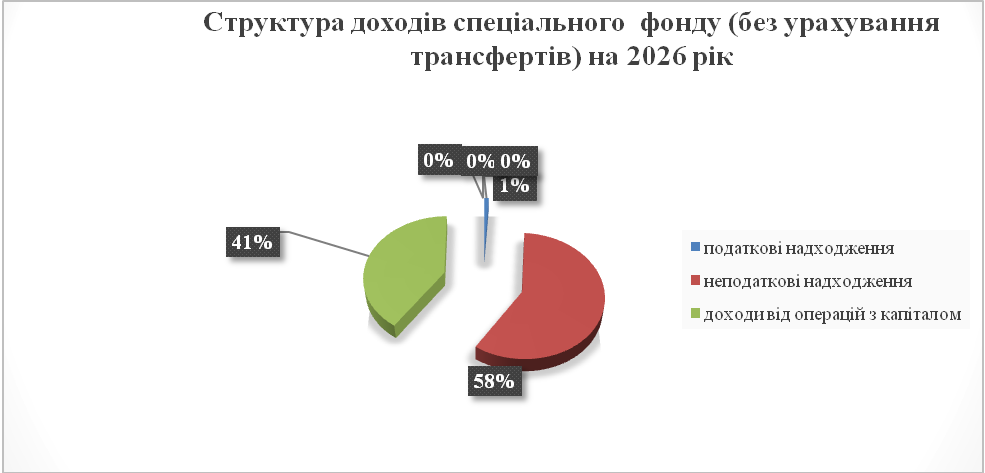 Структура доходів спеціального фонду (без урахування
трансфертів) на 2026 рік
0%
0%
0%
1%
41%
58%
податкові надходження
неподаткові надходження
доходи від операцій з капіталом